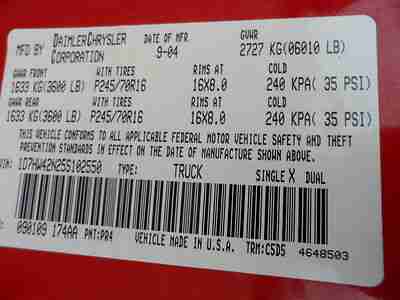 MFD BY DAIMLERCHRYSLER CORPORATION DATE OF MFR 9-04 GVWR 2727 KG(06010 LB)
GAWR FRONT WITH TIRES RIMS AT COLD
1633 KG(3600 LB) P245/70R16 16X8.0 240 KPA( 35 PSI)
GAWR REAR WITH TIRES RIMS AT COLD
1633 KG(3600 LB) P245/70R16 16X8.0 240 KPA( 35 PSI)
THIS VEHICLE CONFORMS TO ALL APPLICABLE FEDERAL MOTOR VEHICLE SAFETY AND THEFT
PREVENTION STANDARDS IN EFFECT ON THE DATE OF MANUFACTURE SHOWN ABOVE.
VIN: 1D7HW42N25S102550 TYPE: TRUCK SINGLE X DUAL
090109 174AA PNT:PR4 VEHICLE MADE IN U.S.A. TRM:C5D5 4648503